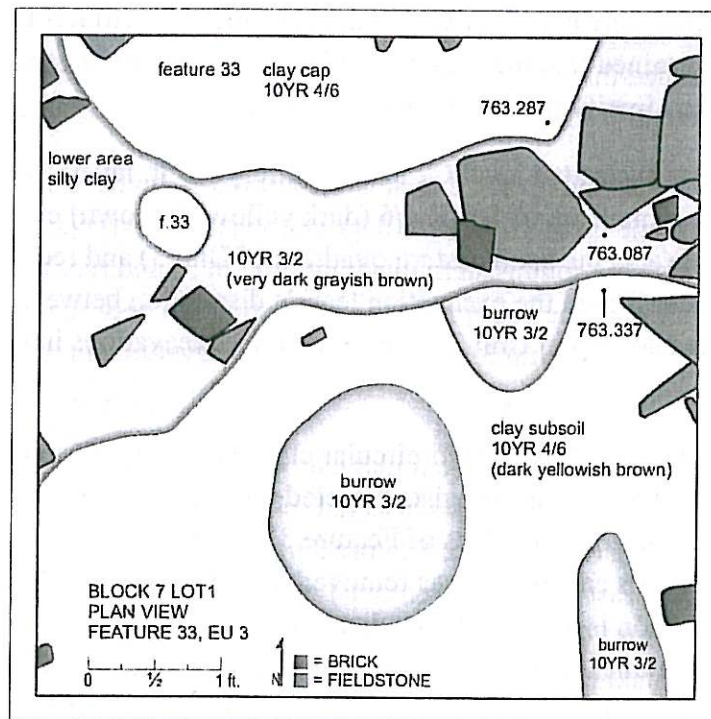 feature 33 clay cap
10YR 4/6
763.287
lower area
silty clay
f.33
763.087
10YR 3/2
(very dark grayish brown)
burrow
10YR 3/2
763.337
clay subsoil
10YR 4/6
(dark yellowish brown)
burrow
10YR 3/2
BLOCK 7 LOT1
PLAN VIEW
FEATURE 33, EU 3
0 ½ 1 ft.
N
= BRICK
= FIELDSTONE
burrow
10YR 3/2